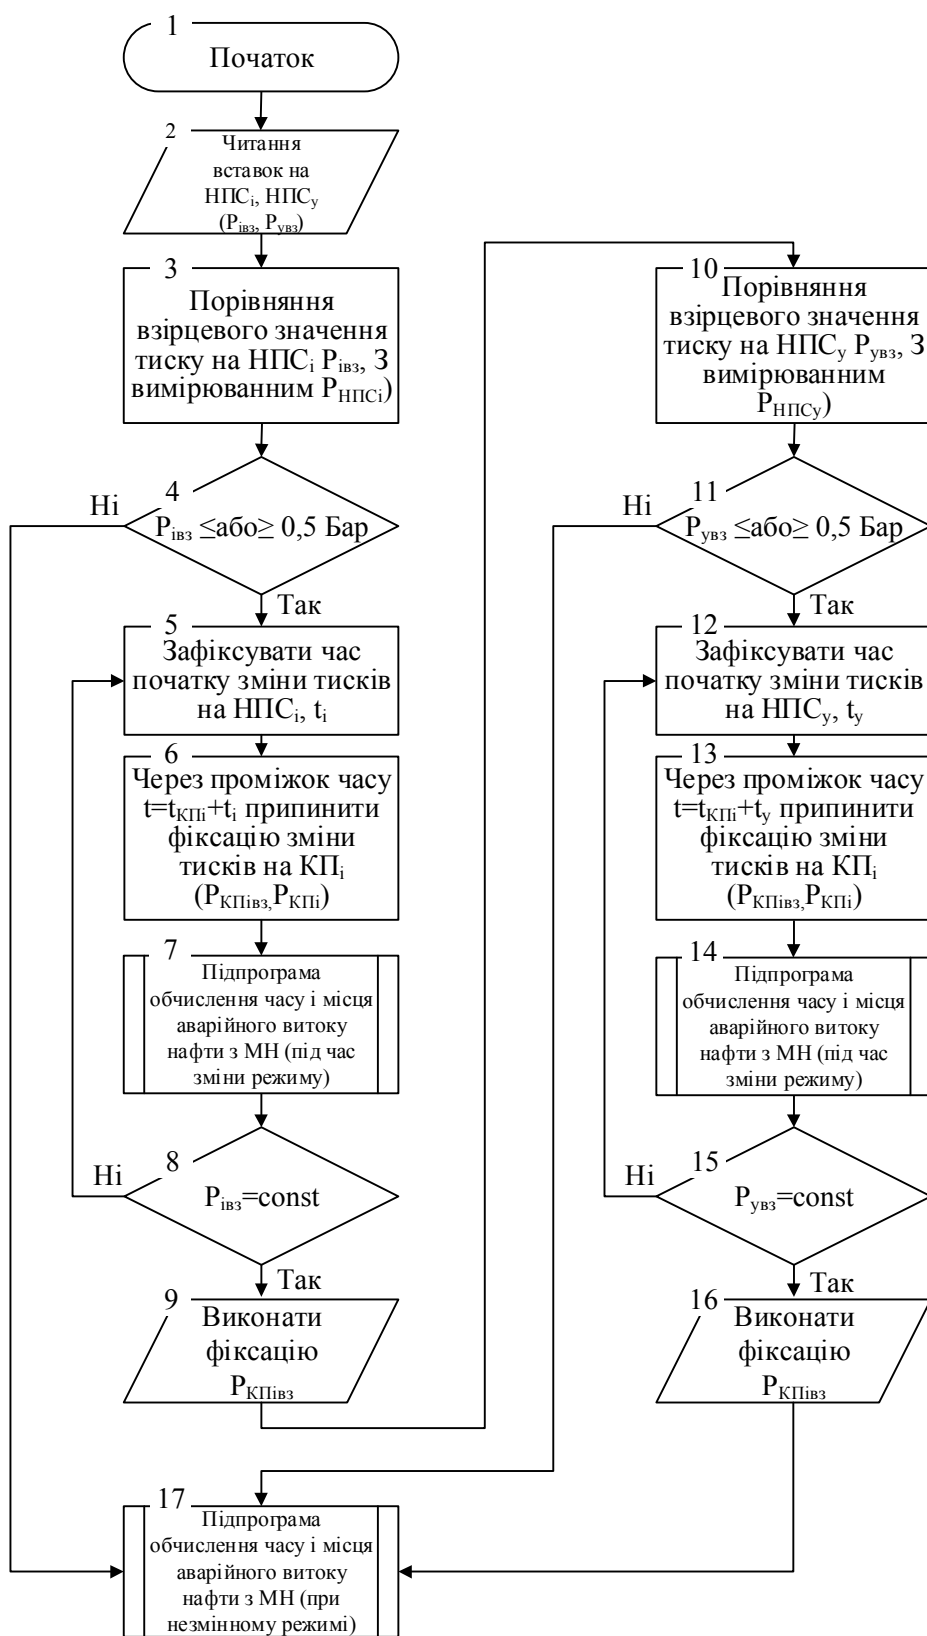 1
Початок
2
Читання
вставок на
НПСі, НПСу
(Рівз, Рувз)
3
Порівняння
взірцевого значення
тиску на НПСі Рівз, З
вимірюванним РНПСі)
4
Ні
Рівз ≤або≥ 0,5 Бар
Так
5
Зафіксувати час
початку зміни тисків
на НПСі, tі
6
Через проміжок часу
t=tКПі+tі припинити
фіксацію зміни
тисків на КПі
(РКПівз,РКПі)
7
Підпрограма
обчислення часу і місця
аварійного витоку
нафти з МН (під час
зміни режиму)
8
Ні
Рівз=const
Так
9
Виконати
фіксацію
РКПівз
10
Порівняння
взірцевого значення
тиску на НПСу Рувз, З
вимірюванним
РНПСу)
11
Ні
Рувз ≤або≥ 0,5 Бар
Так
12
Зафіксувати час
початку зміни тисків
на НПСу, tу
13
Через проміжок часу
t=tКПі+tу припинити
фіксацію зміни
тисків на КПі
(РКПівз,РКПі)
14
Підпрограма
обчислення часу і місця
аварійного витоку
нафти з МН (під час
зміни режиму)
15
Ні
Рувз=const
Так
16
Виконати
фіксацію
РКПівз
17
Підпрограма
обчислення часу і місця
аварійного витоку
нафти з МН (при
незмінному режимі)